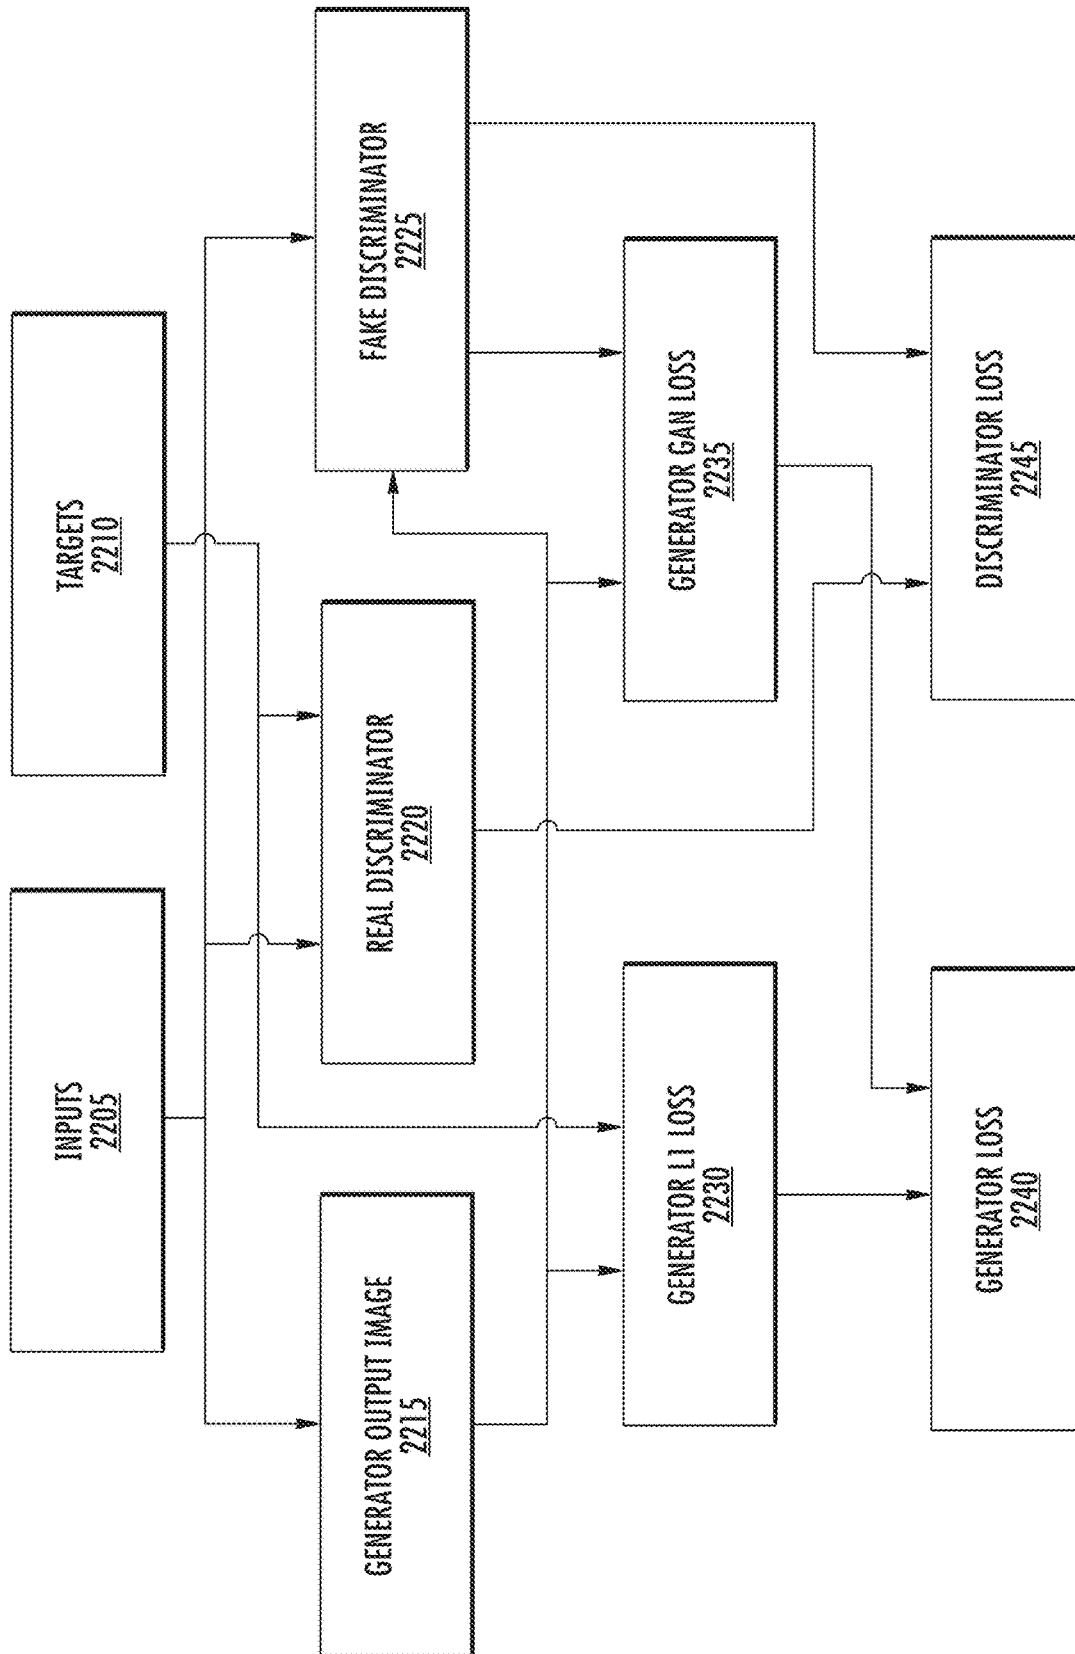 INPUTS
2205
TARGETS
2210
GENERATOR OUTPUT IMAGE
2215
REAL DISCRIMINATOR
2220
FAKE DISCRIMINATOR
2225
GENERATOR L1 LOSS
2230
GENERATOR GAN LOSS
2235
GENERATOR LOSS
2240
DISCRIMINATOR LOSS
2245